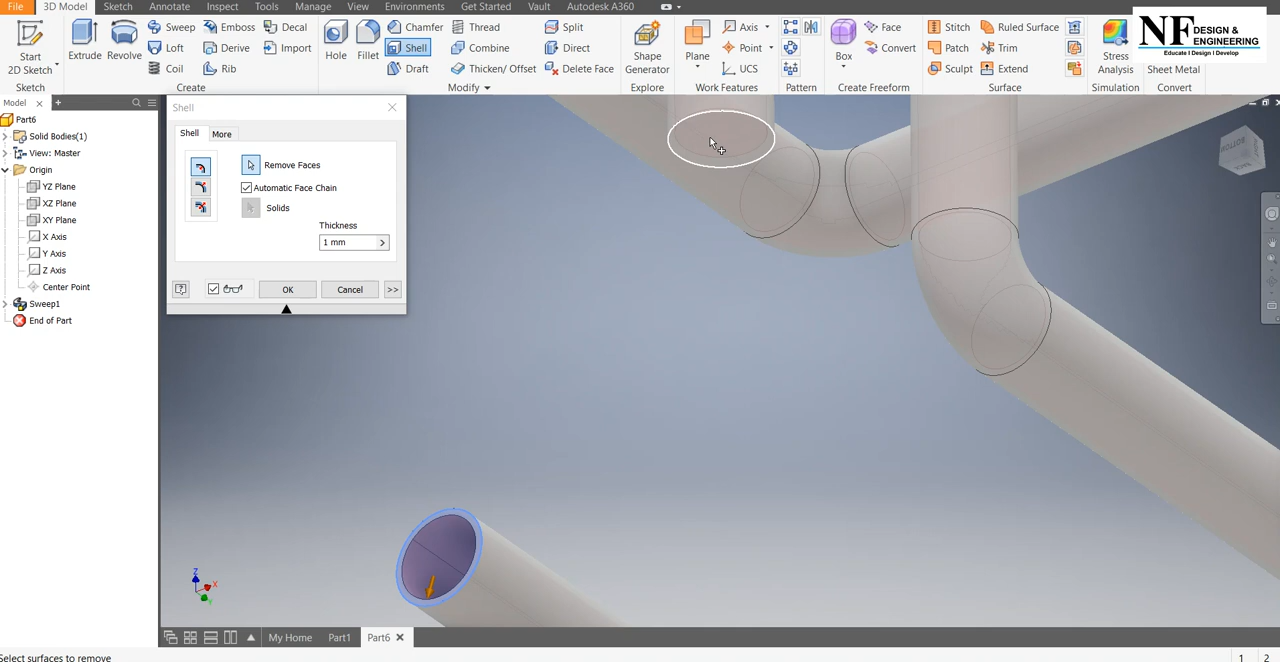 File 3D Model Sketch Annotate Inspect Tools Manage View Environments Get Started Vault Autodesk A360
Start
2D Sketch
Extrude
Revolve
Sweep
Loft
Coil
Emboss
Derive
Rib
Decal
Import
Hole
Fillet
Chamfer
Shell
Draft
Thread
Combine
Thicken/ Offset
Split
Direct
Delete Face
Shape
Generator
Plane
Axis
Point
UCS
Box
Face
Convert
Stitch
Patch
Sculpt
Ruled Surface
Trim
Extend
Stress
Analysis
Sheet Metal
NF DESIGN &
ENGINEERING
Educate I Design I Develop
Sketch Create Modify Explore Work Features Pattern Create Freeform Surface Simulation Convert
Model
Part6
Solid Bodies(1)
View: Master
Origin
YZ Plane
XZ Plane
XY Plane
X Axis
Y Axis
Z Axis
Center Point
Sweep1
End of Part
Shell
Shell More
Remove Faces
Automatic Face Chain
Solids
Thickness
1 mm
OK Cancel >>
BOTTOM
BACK
Z
X
Y
My Home Part1 Part6
Select surfaces to remove
1 2